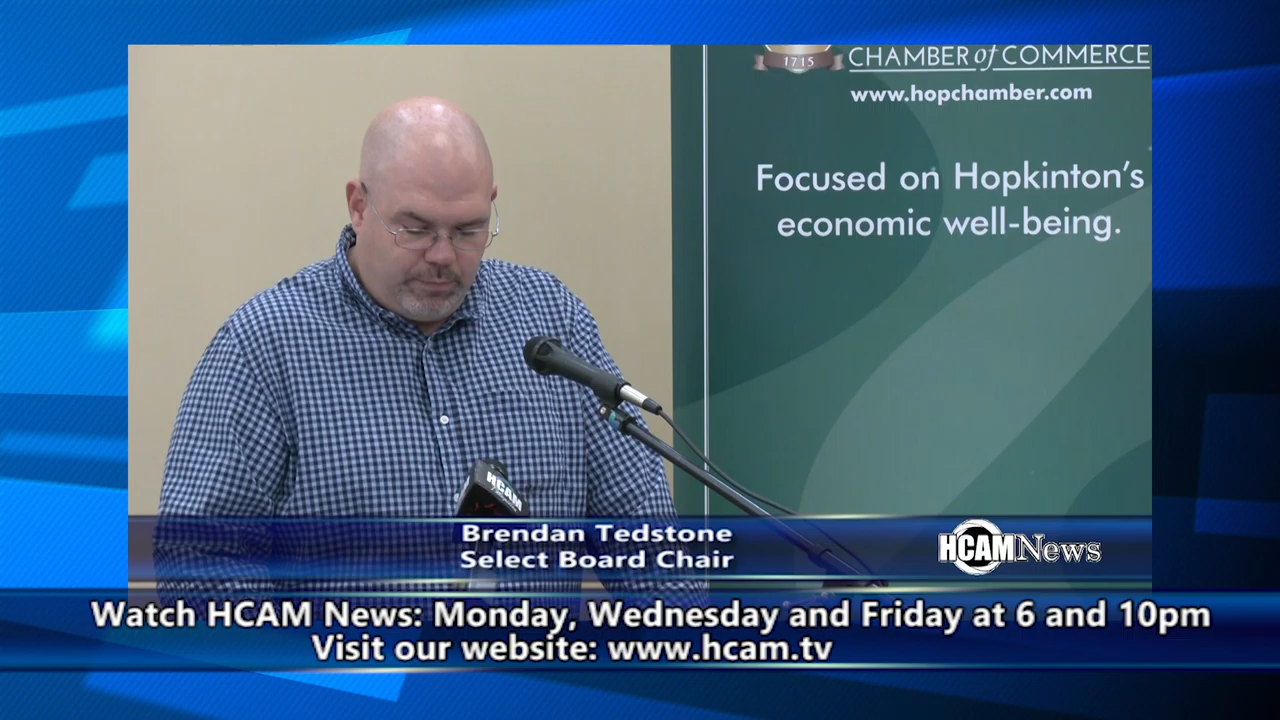 1715
CHAMBER of COMMERCE
www.hopchamber.com
Focused on Hopkinton's
economic well-being.
HCAM
Brendan Tedstone
Select Board Chair
HCAMNews
Watch HCAM News: Monday, Wednesday and Friday at 6 and 10pm
Visit our website: www.hcam.tv